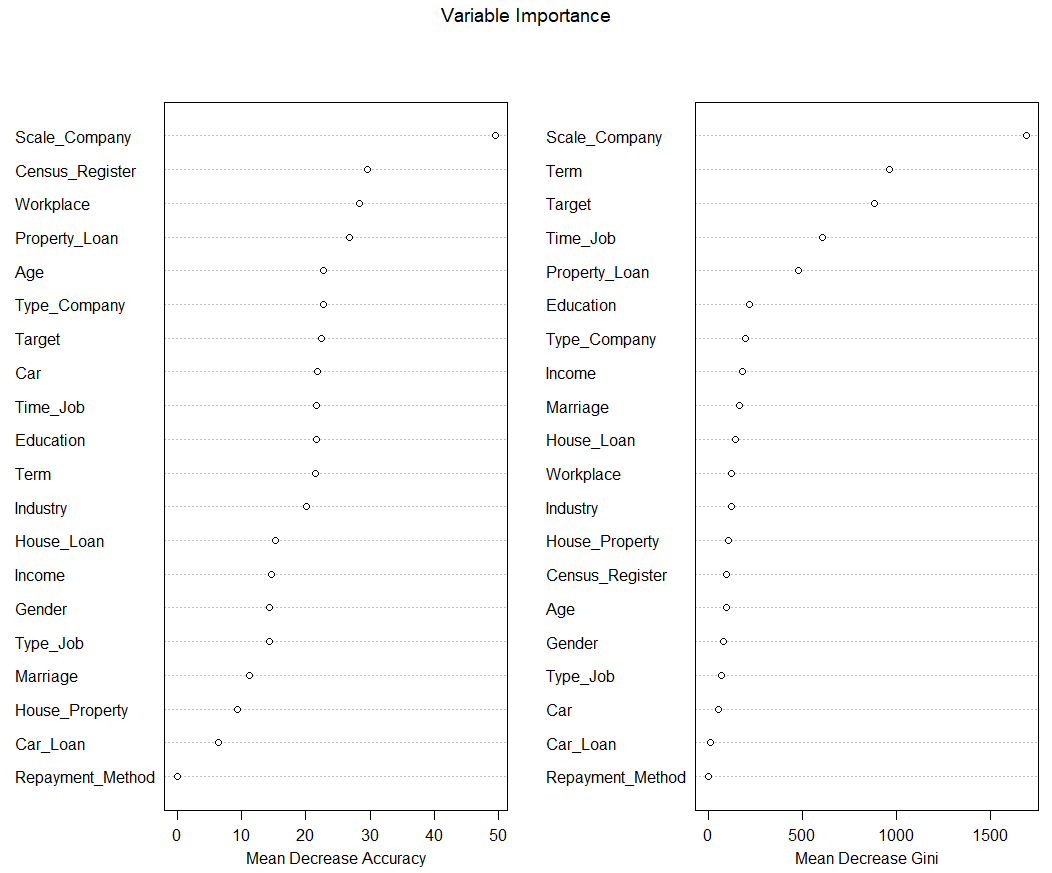 Variable Importance
Scale_Company
Census_Register
Workplace
Property_Loan
Age
Type_Company
Target
Car
Time_Job
Education
Term
Industry
House_Loan
Income
Gender
Type_Job
Marriage
House_Property
Car_Loan
Repayment_Method
0 10 20 30 40 50
Mean Decrease Accuracy
Scale_Company
Term
Target
Time_Job
Property_Loan
Education
Type_Company
Income
Marriage
House_Loan
Workplace
Industry
House_Property
Census_Register
Age
Gender
Type_Job
Car
Car_Loan
Repayment_Method
0 500 1000 1500
Mean Decrease Gini